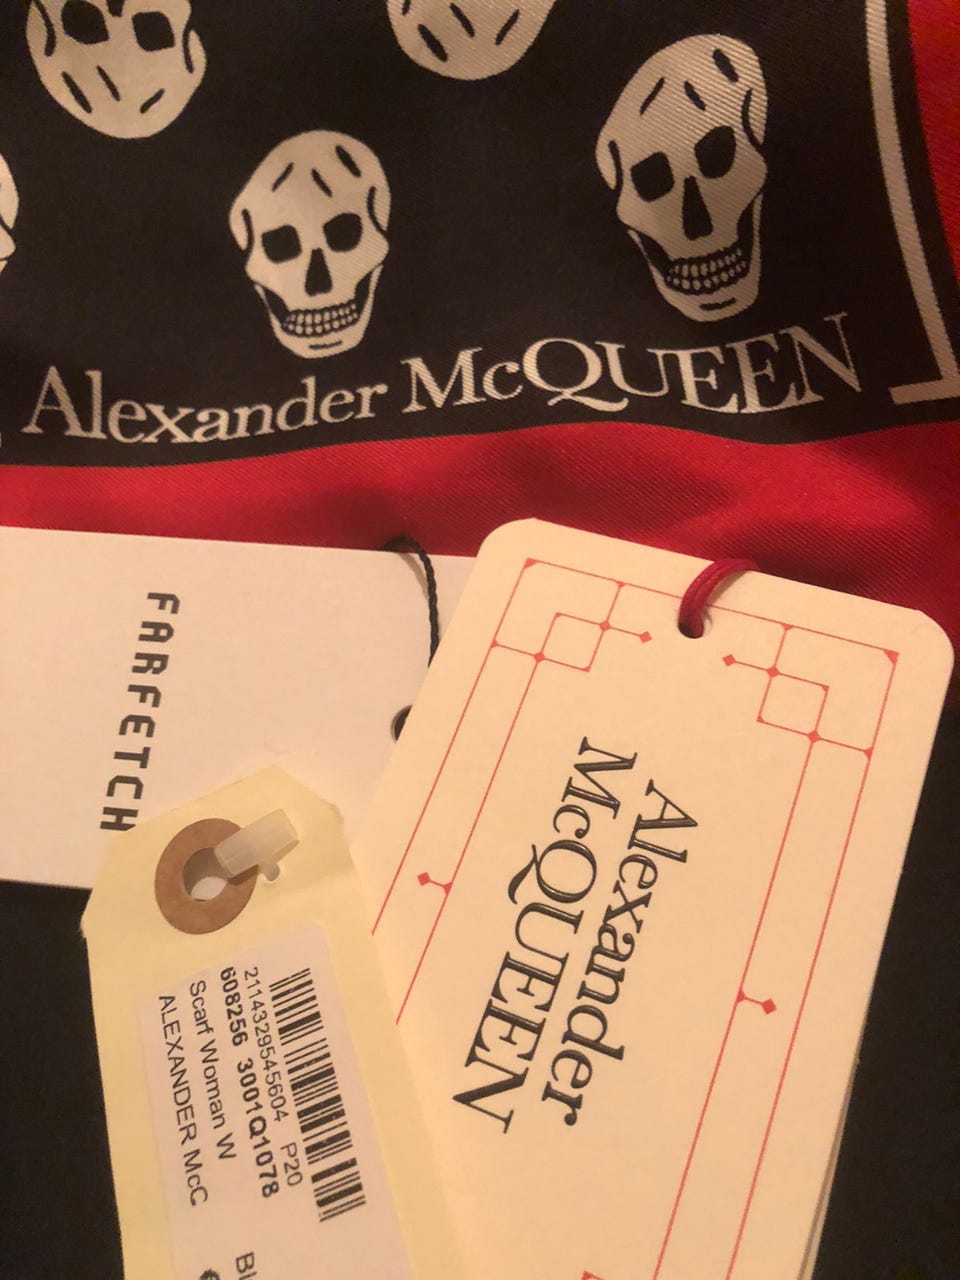 Alexander McQUEEN
FARFETCH
Alexander
McQUEEN
2114329545604 P20
608256 3001Q1078
Scarf Woman W
ALEXANDER McC